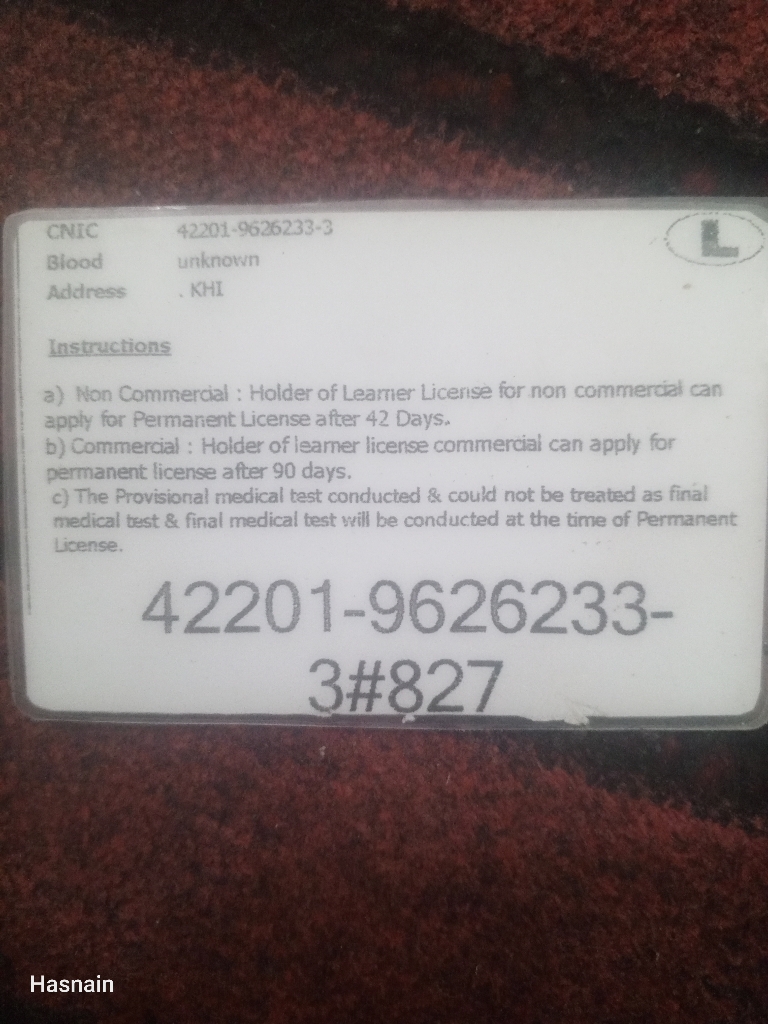 CNIC 42201-9626233-3
Blood unknown
Address . KHI
L
Instructions
a) Non Commercial : Holder of Learner License for non commercial can
apply for Permanent License after 42 Days.
b) Commercial : Holder of learner license commercial can apply for
permanent license after 90 days.
c) The Provisional medical test conducted & could not be treated as final
medical test & final medical test will be conducted at the time of Permanent
License.
42201-9626233-
3#827
Hasnain